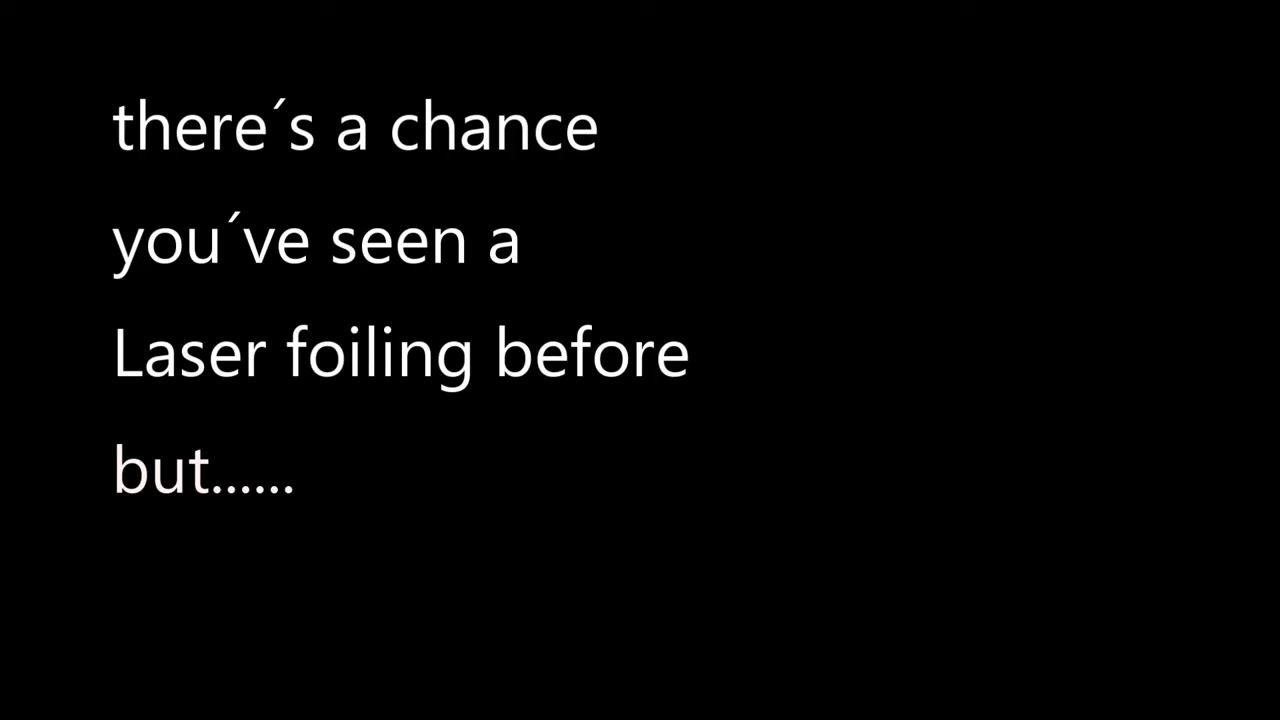 there´s a chance
you´ve seen a
Laser foiling before
but......